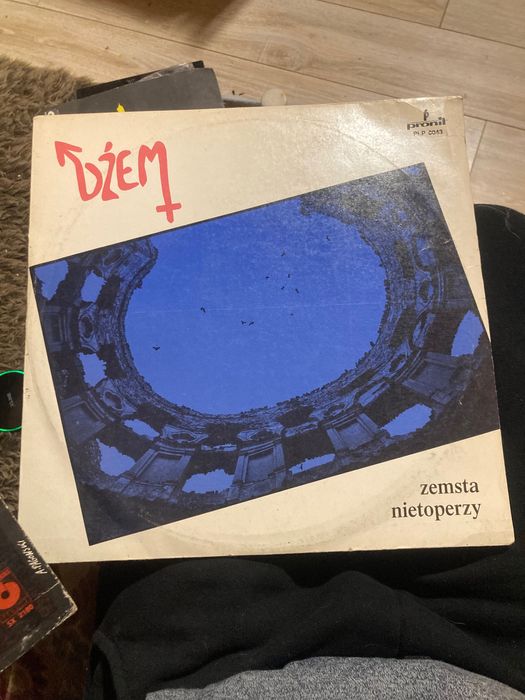 DŻEM
pronit
PLP 0043
zemsta
nietoperzy